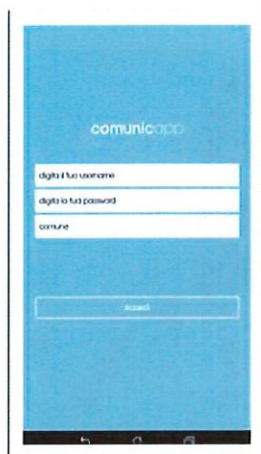 comunicapp
digita il tuo username
digita la tua password
comune
accedi